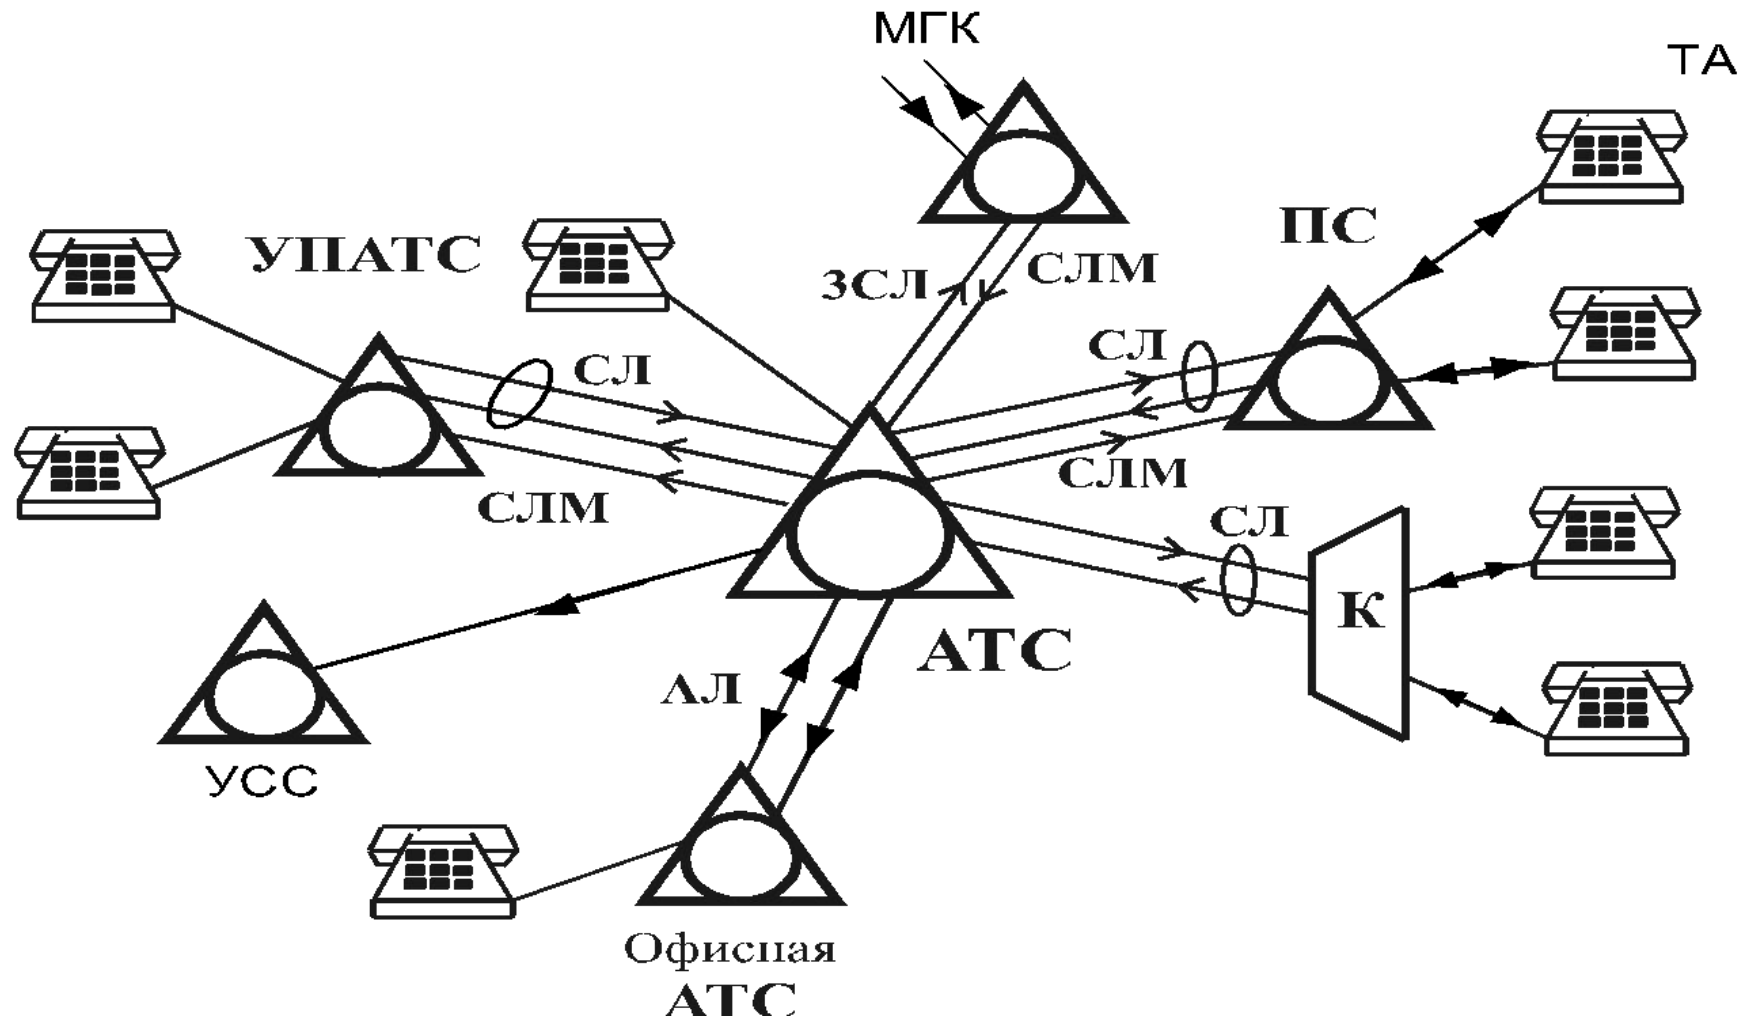 МГК
ТА
УПАТС
ПС
ЗСЛ
СЛМ
СЛ
СЛ
СЛМ
СЛМ
СЛ
К
АТС
АЛ
УСС
Офисная
АТС